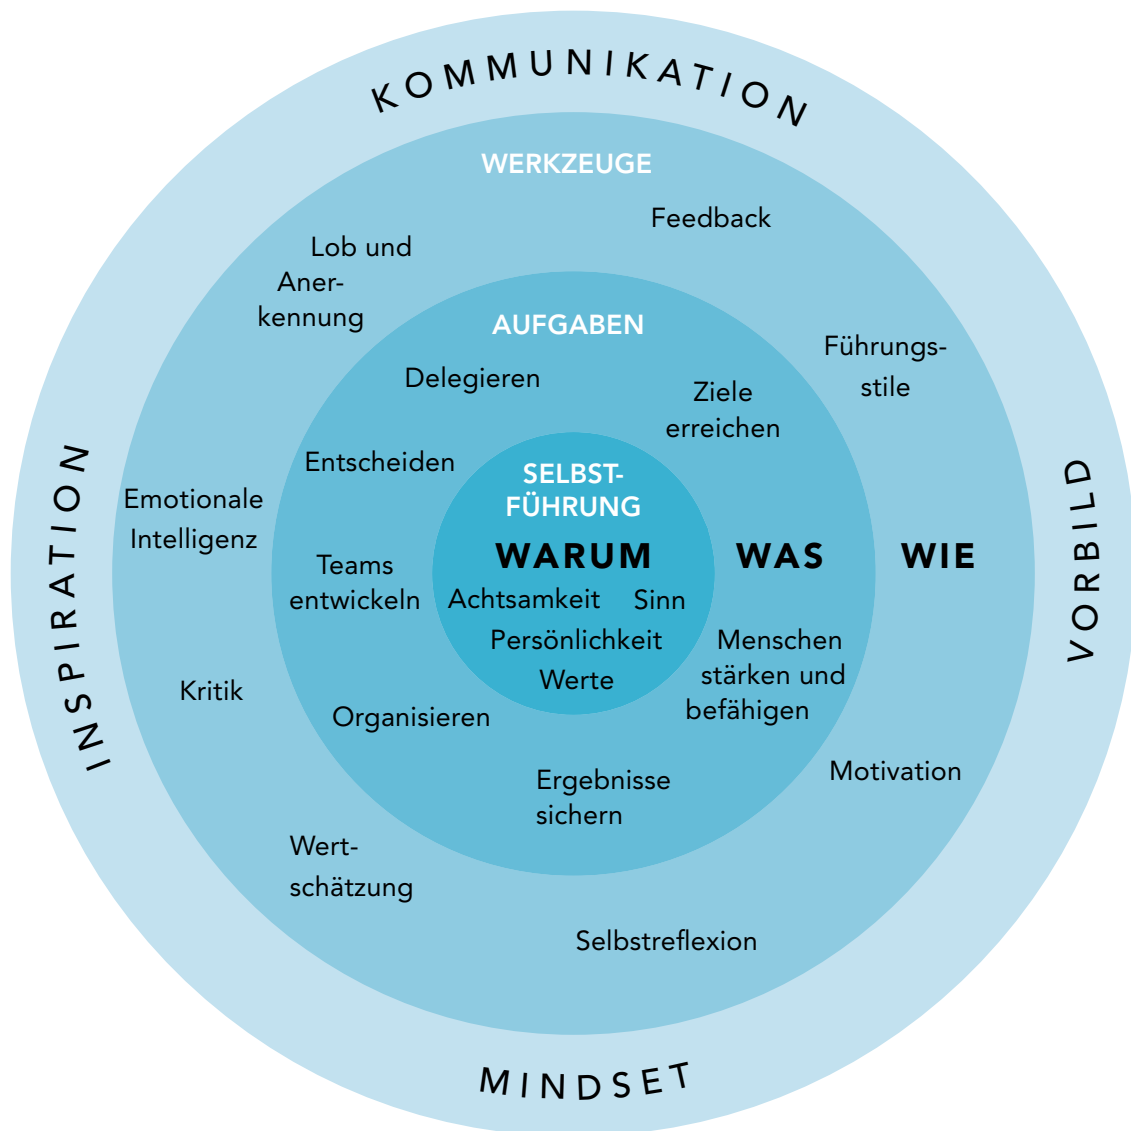 KOMMUNIKATION
WERKZEUGE
Feedback
Lob und
Aner-
kennung
AUFGABEN
Führungs-
stile
Delegieren
Ziele
erreichen
Entscheiden
SELBST-
FÜHRUNG
INSPIRATION
VORBILD
Emotionale
Intelligenz
WARUM
WAS
WIE
Teams
entwickeln
Achtsamkeit Sinn
Persönlichkeit
Werte
Menschen
stärken und
befähigen
Kritik
Organisieren
Ergebnisse
sichern
Motivation
Wert-
schätzung
Selbstreflexion
MINDSET